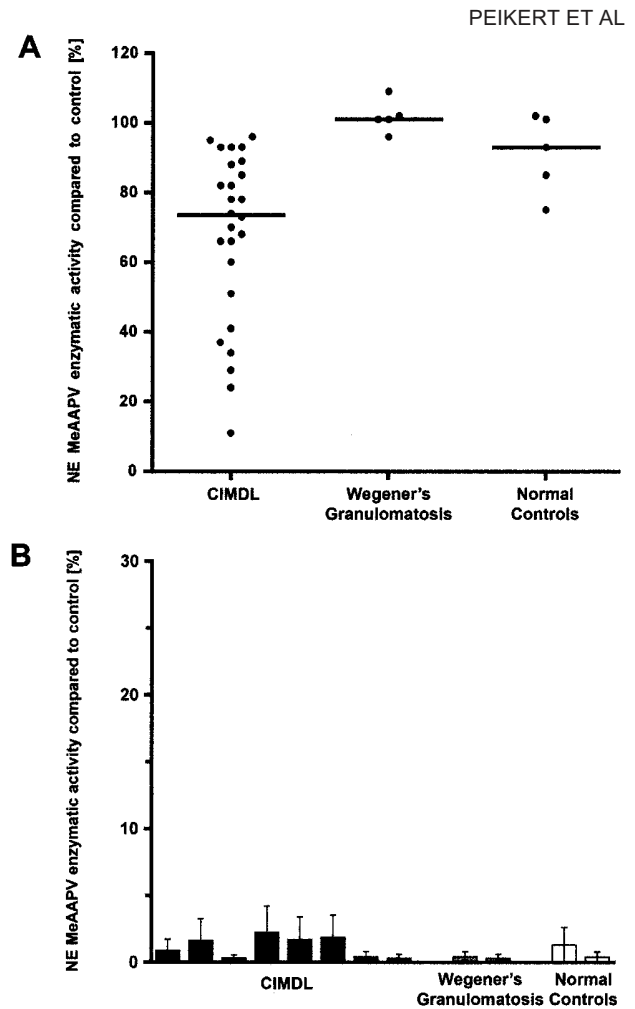 PEIKERT ET AL
A
NE MeAAPV enzymatic activity compared to control [%]
120
100
80
60
40
20
0
CIMDL
Wegener's
Granulomatosis
Normal
Controls
B
NE MeAAPV enzymatic activity compared to control [%]
30
20
10
0
CIMDL
Wegener's
Granulomatosis
Normal
Controls